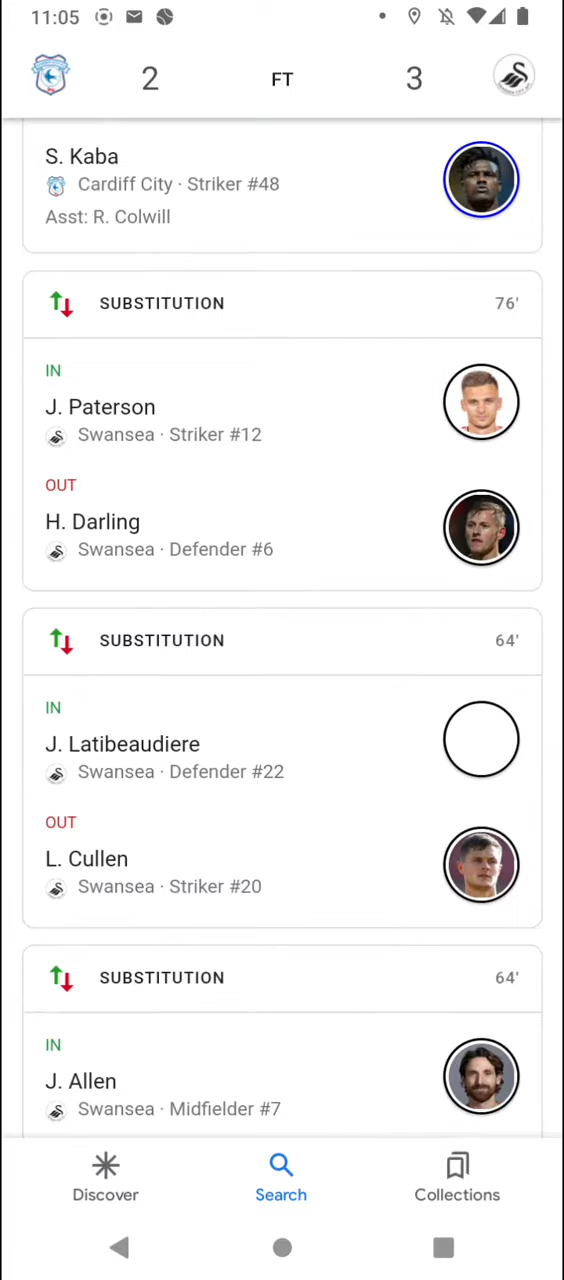 11:05
2 FT 3
S. Kaba
Cardiff City · Striker #48
Asst: R. Colwill
SUBSTITUTION 76'
IN
J. Paterson
Swansea · Striker #12
OUT
H. Darling
Swansea · Defender #6
SUBSTITUTION 64'
IN
J. Latibeaudiere
Swansea · Defender #22
OUT
L. Cullen
Swansea · Striker #20
SUBSTITUTION 64'
IN
J. Allen
Swansea · Midfielder #7
Discover Search Collections